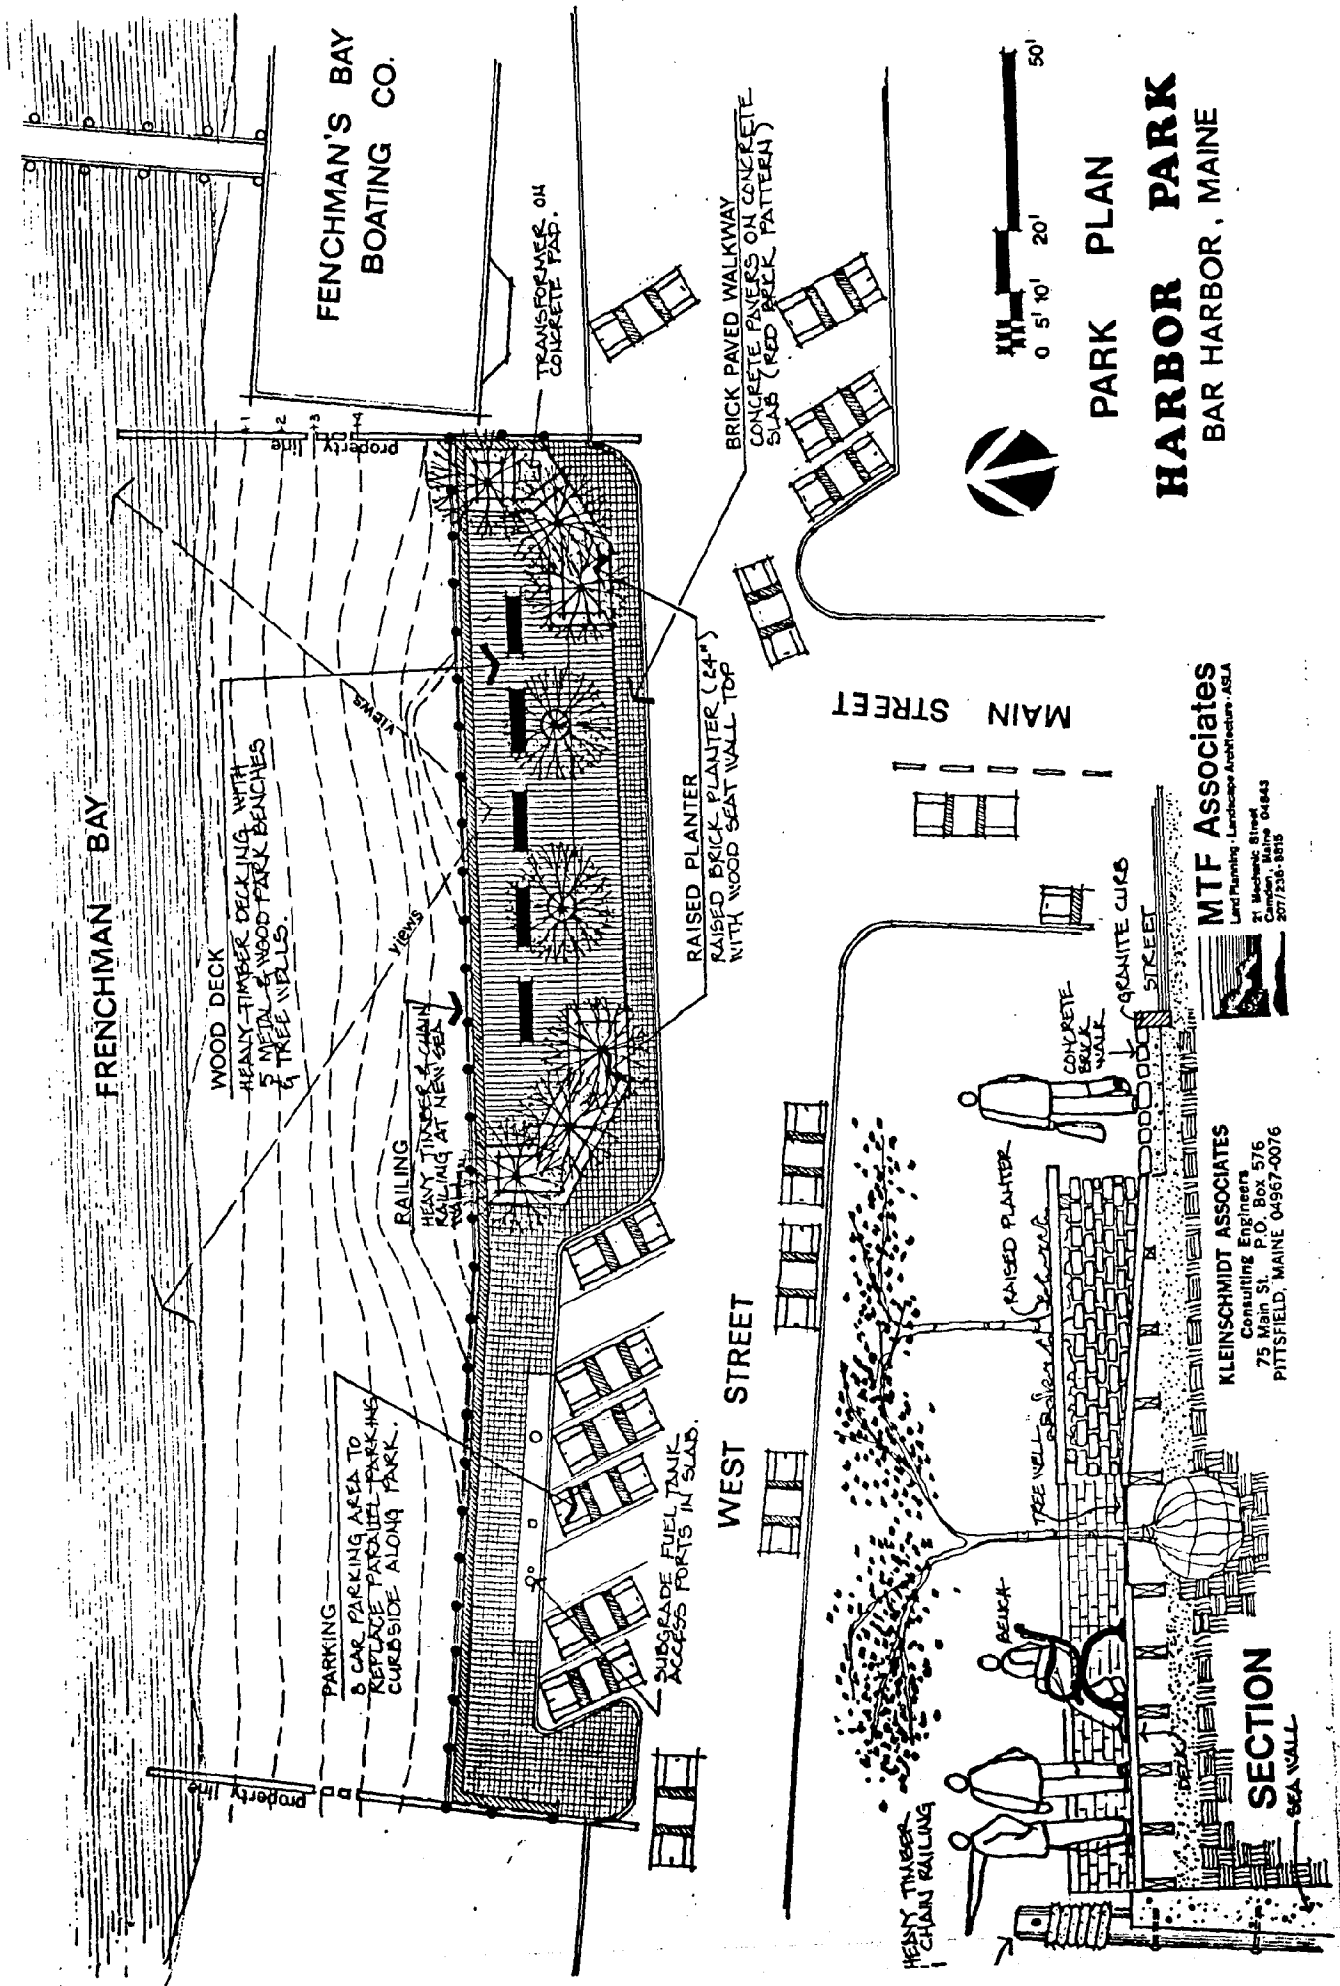 FRENCHMAN BAY
FENCHMAN'S BAY
BOATING CO.
WOOD DECK
HEAVY TIMBER DECKING WITH
5 METAL & WOOD PARK BENCHES
& TREE WELLS.
views
views
property line
+1
+2
+3
+4
property line
PARKING
8 CAR PARKING AREA TO
REPLACE PARALLEL PARKING
CURBSIDE ALONG PARK.
RAILING
HEAVY TIMBER & CHAIN
RAILING AT NEW SEA
WALL
TRANSFORMER ON
CONCRETE PAD.
SUBGRADE FUEL TANK
ACCESS PORTS IN SLAB.
RAISED PLANTER
RAISED BRICK PLANTER (24")
WITH WOOD SEAT WALL TOP
BRICK PAVED WALKWAY
CONCRETE PAVERS ON CONCRETE
SLAB (RED BRICK PATTERN)
WEST STREET
MAIN STREET
0 5' 10' 20' 50'
PARK PLAN
HARBOR PARK
BAR HARBOR, MAINE
HEAVY TIMBER
CHAIN RAILING
BENCH
TREE WELL
RAISED PLANTER
CONCRETE
BRICK
WALK
GRANITE CURB
STREET
DECK
SECTION
SEA WALL
KLEINSCHMIDT ASSOCIATES
Consulting Engineers
75 Main St. P.O. Box 576
PITTSFIELD, MAINE 04967-0076
MTF Associates
Land Planning · Landscape Architecture · ASLA
21 Mechanic Street
Camden, Maine 04843
207/236-8815